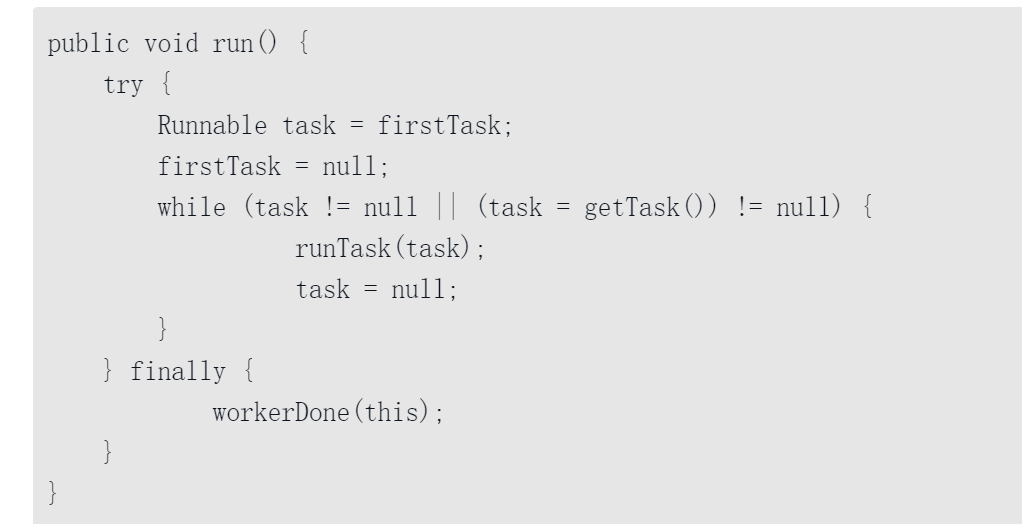 public void run() {
    try {
        Runnable task = firstTask;
        firstTask = null;
        while (task != null || (task = getTask()) != null) {
                runTask(task);
                task = null;
        }
    } finally {
            workerDone(this);
    }
}